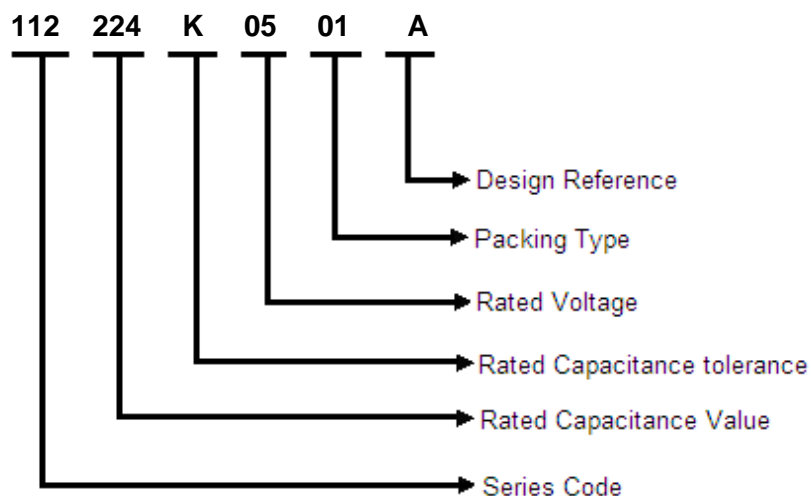 112 224 K 05 01 A
Design Reference
Packing Type
Rated Voltage
Rated Capacitance tolerance
Rated Capacitance Value
Series Code